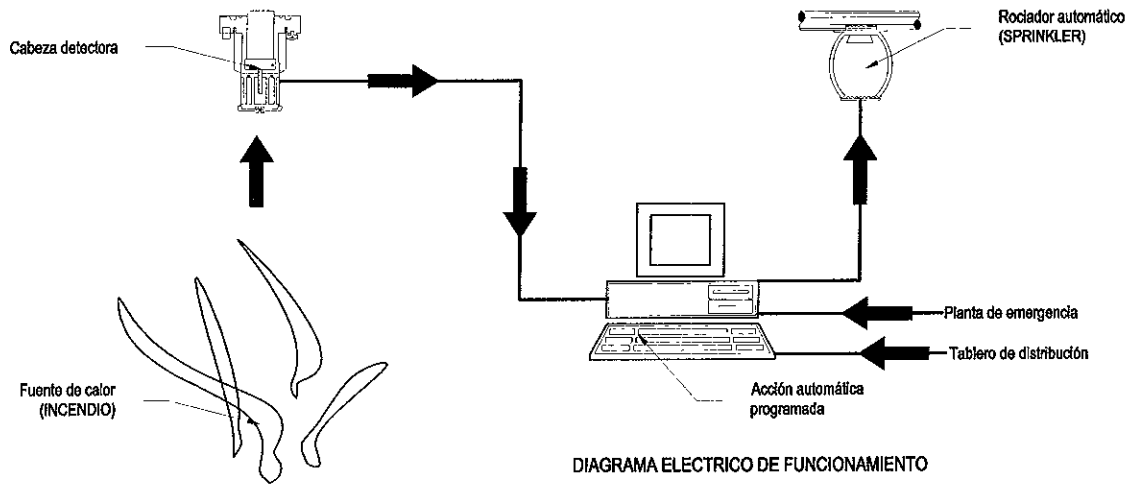 Cabeza detectora
Rociador automático
(SPRINKLER)
Planta de emergencia
Tablero de distribución
Fuente de calor
(INCENDIO)
Acción automática
programada
DIAGRAMA ELECTRICO DE FUNCIONAMIENTO